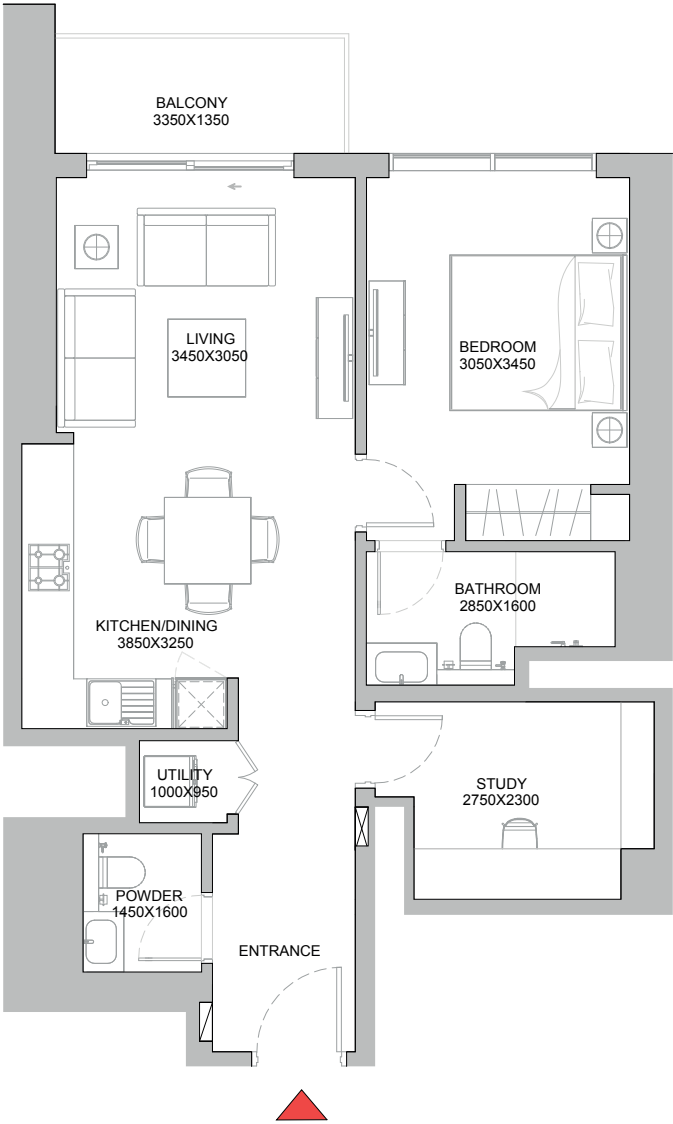 BALCONY
3350X1350
LIVING
3450X3050
BEDROOM
3050X3450
BATHROOM
2850X1600
KITCHEN/DINING
3850X3250
UTILITY
1000X950
STUDY
2750X2300
POWDER
1450X1600
ENTRANCE